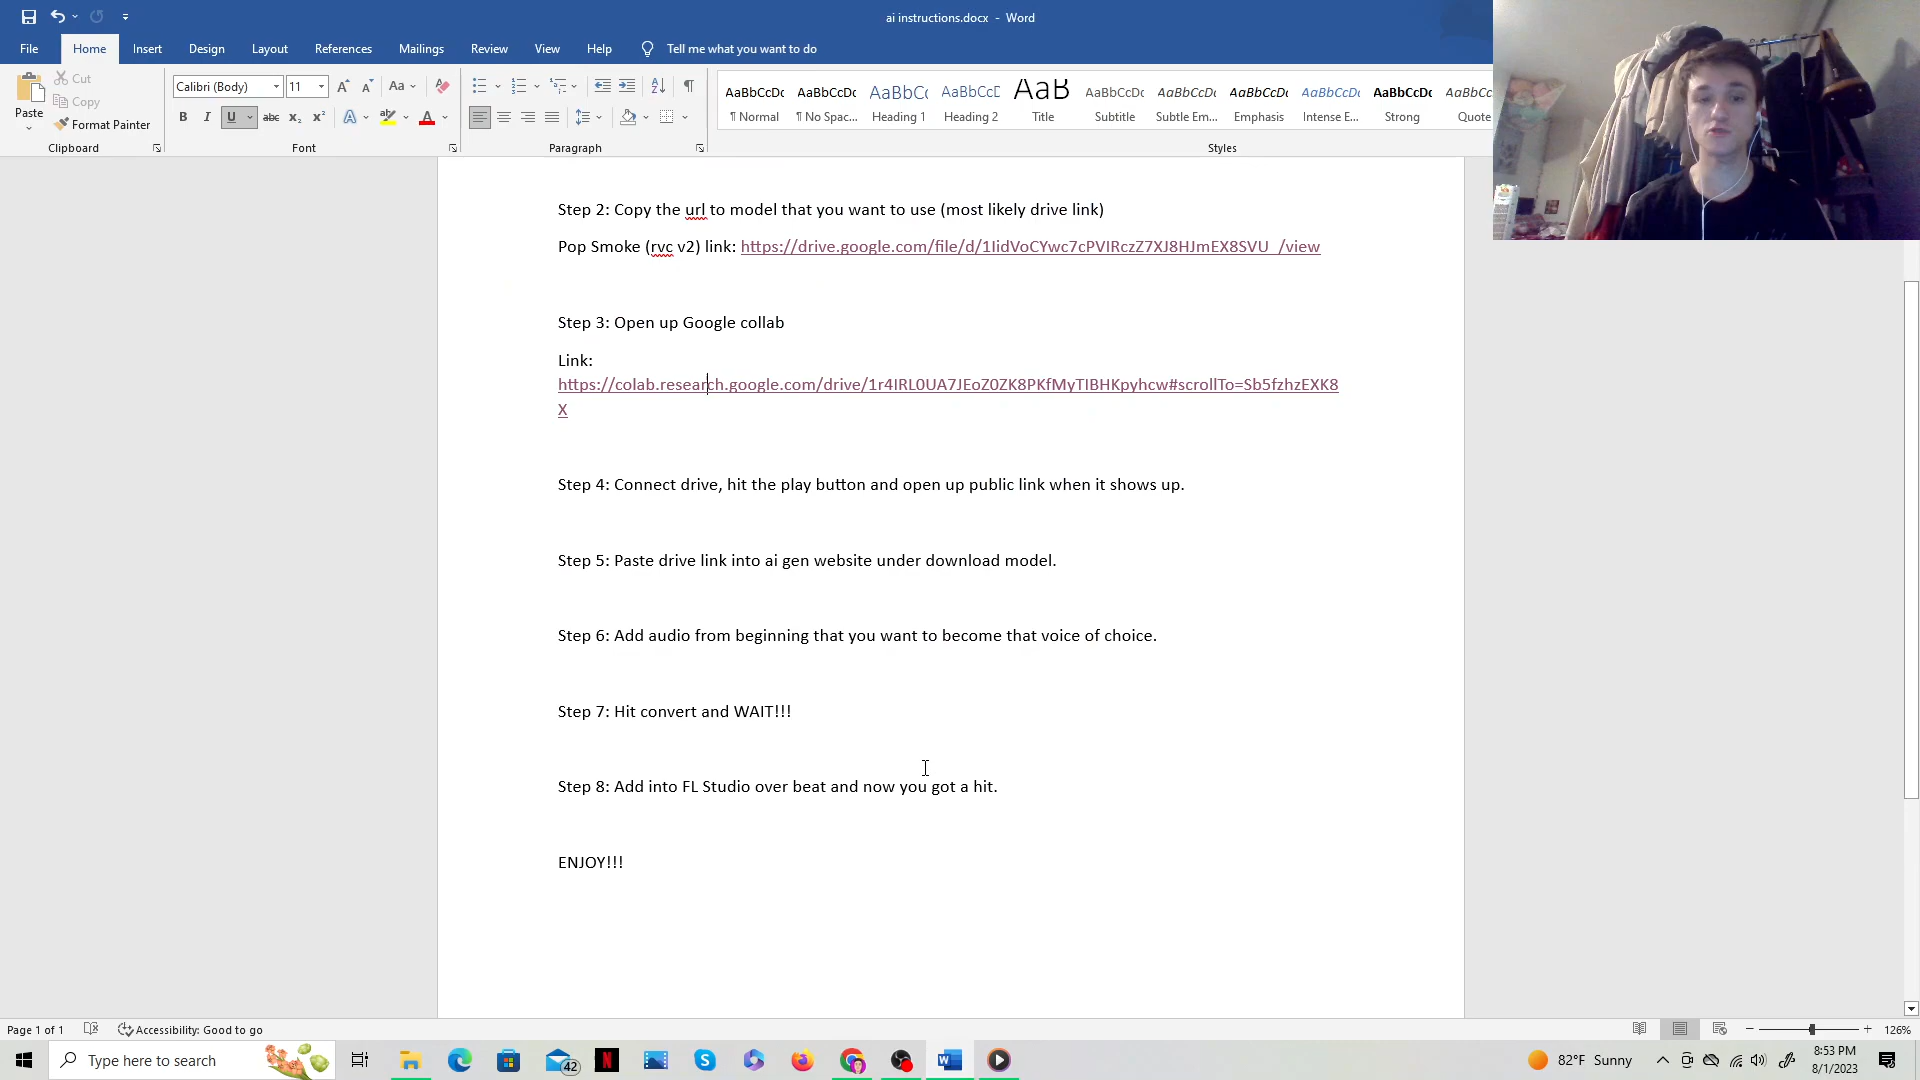 ai instructions.docx - Word
File Home Insert Design Layout References Mailings Review View Help Tell me what you want to do
Paste
Cut
Copy
Format Painter
Clipboard
Calibri (Body) 11
Font
Paragraph
AaBbCcDc AaBbCcDc AaBbC( AaBbCcD AaB AaBbCcDc AaBbCcDc AaBbCcDc AaBbCcDc AaBbCcDc AaBbCcD
¶ Normal ¶ No Spac... Heading 1 Heading 2 Title Subtitle Subtle Em... Emphasis Intense E... Strong Quote
Styles
Step 2: Copy the url to model that you want to use (most likely drive link)
Pop Smoke (rvc v2) link: https://drive.google.com/file/d/1IidVoCYwc7cPVIRczZ7XJ8HJmEX8SVU_/view
Step 3: Open up Google collab
Link:
https://colab.research.google.com/drive/1r4IRL0UA7JEoZ0ZK8PKfMyTIBHKpyhcw#scrollTo=Sb5fzhzEXK8
X
Step 4: Connect drive, hit the play button and open up public link when it shows up.
Step 5: Paste drive link into ai gen website under download model.
Step 6: Add audio from beginning that you want to become that voice of choice.
Step 7: Hit convert and WAIT!!!
Step 8: Add into FL Studio over beat and now you got a hit.
ENJOY!!!
Page 1 of 1 Accessibility: Good to go 126%
Type here to search 42 82°F Sunny 8:53 PM
8/1/2023